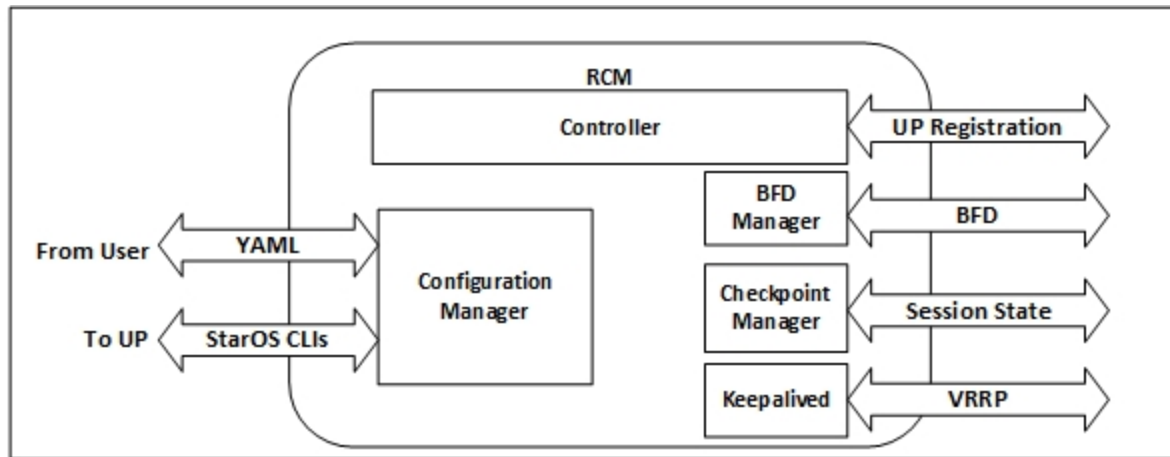 RCM
Controller
UP Registration
BFD
Manager
BFD
From User
YAML
Configuration
Manager
Checkpoint
Manager
Session State
To UP
StarOS CLIs
Keepalived
VRRP